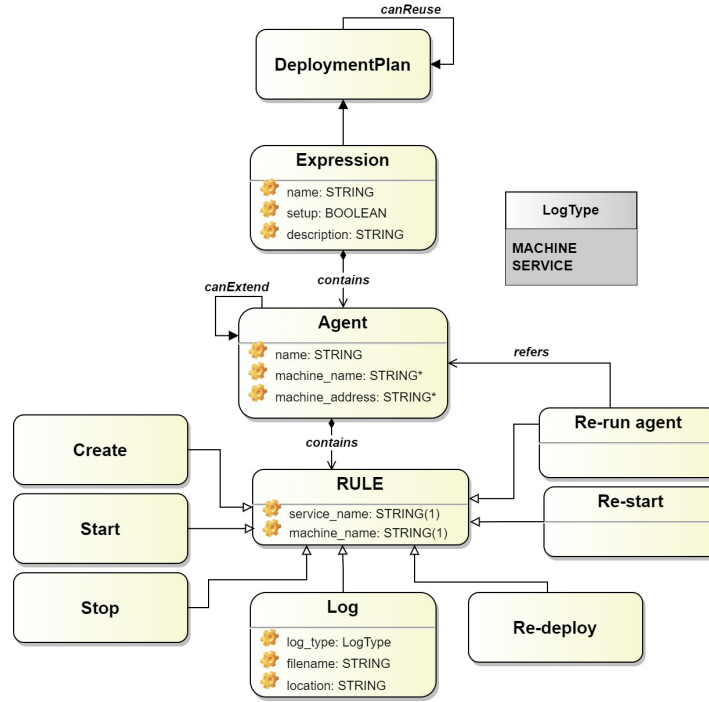 canReuse
DeploymentPlan
Expression
name: STRING
setup: BOOLEAN
description: STRING
LogType
MACHINE
SERVICE
contains
canExtend
Agent
name: STRING
machine_name: STRING*
machine_address: STRING*
refers
contains
Create
Re-run agent
RULE
service_name: STRING(1)
machine_name: STRING(1)
Start
Re-start
Stop
Log
log_type: LogType
filename: STRING
location: STRING
Re-deploy